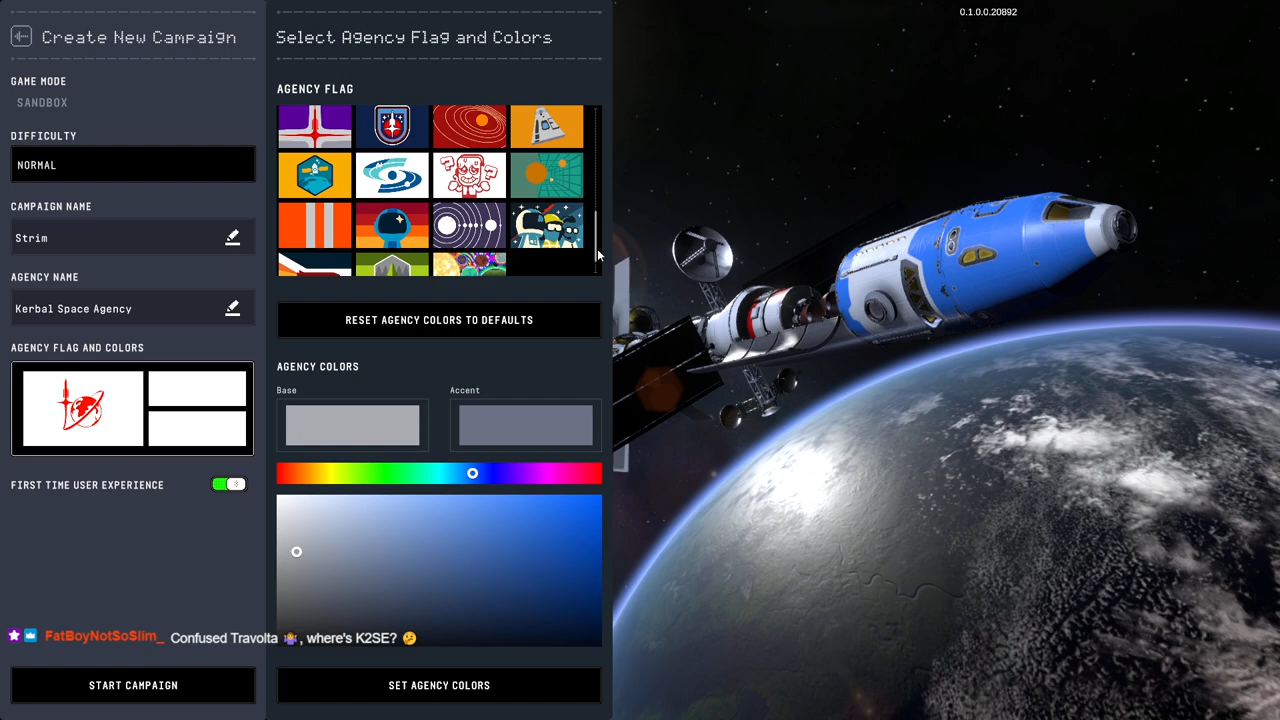 0.1.0.0.20892
Create New Campaign
GAME MODE
SANDBOX
DIFFICULTY
NORMAL
CAMPAIGN NAME
Strim
AGENCY NAME
Kerbal Space Agency
AGENCY FLAG AND COLORS
FIRST TIME USER EXPERIENCE
START CAMPAIGN
Select Agency Flag and Colors
AGENCY FLAG
RESET AGENCY COLORS TO DEFAULTS
AGENCY COLORS
Base
Accent
SET AGENCY COLORS
FatBoyNotSoSlim_ Confused Travolta 🤷, where's K2SE? 🤔